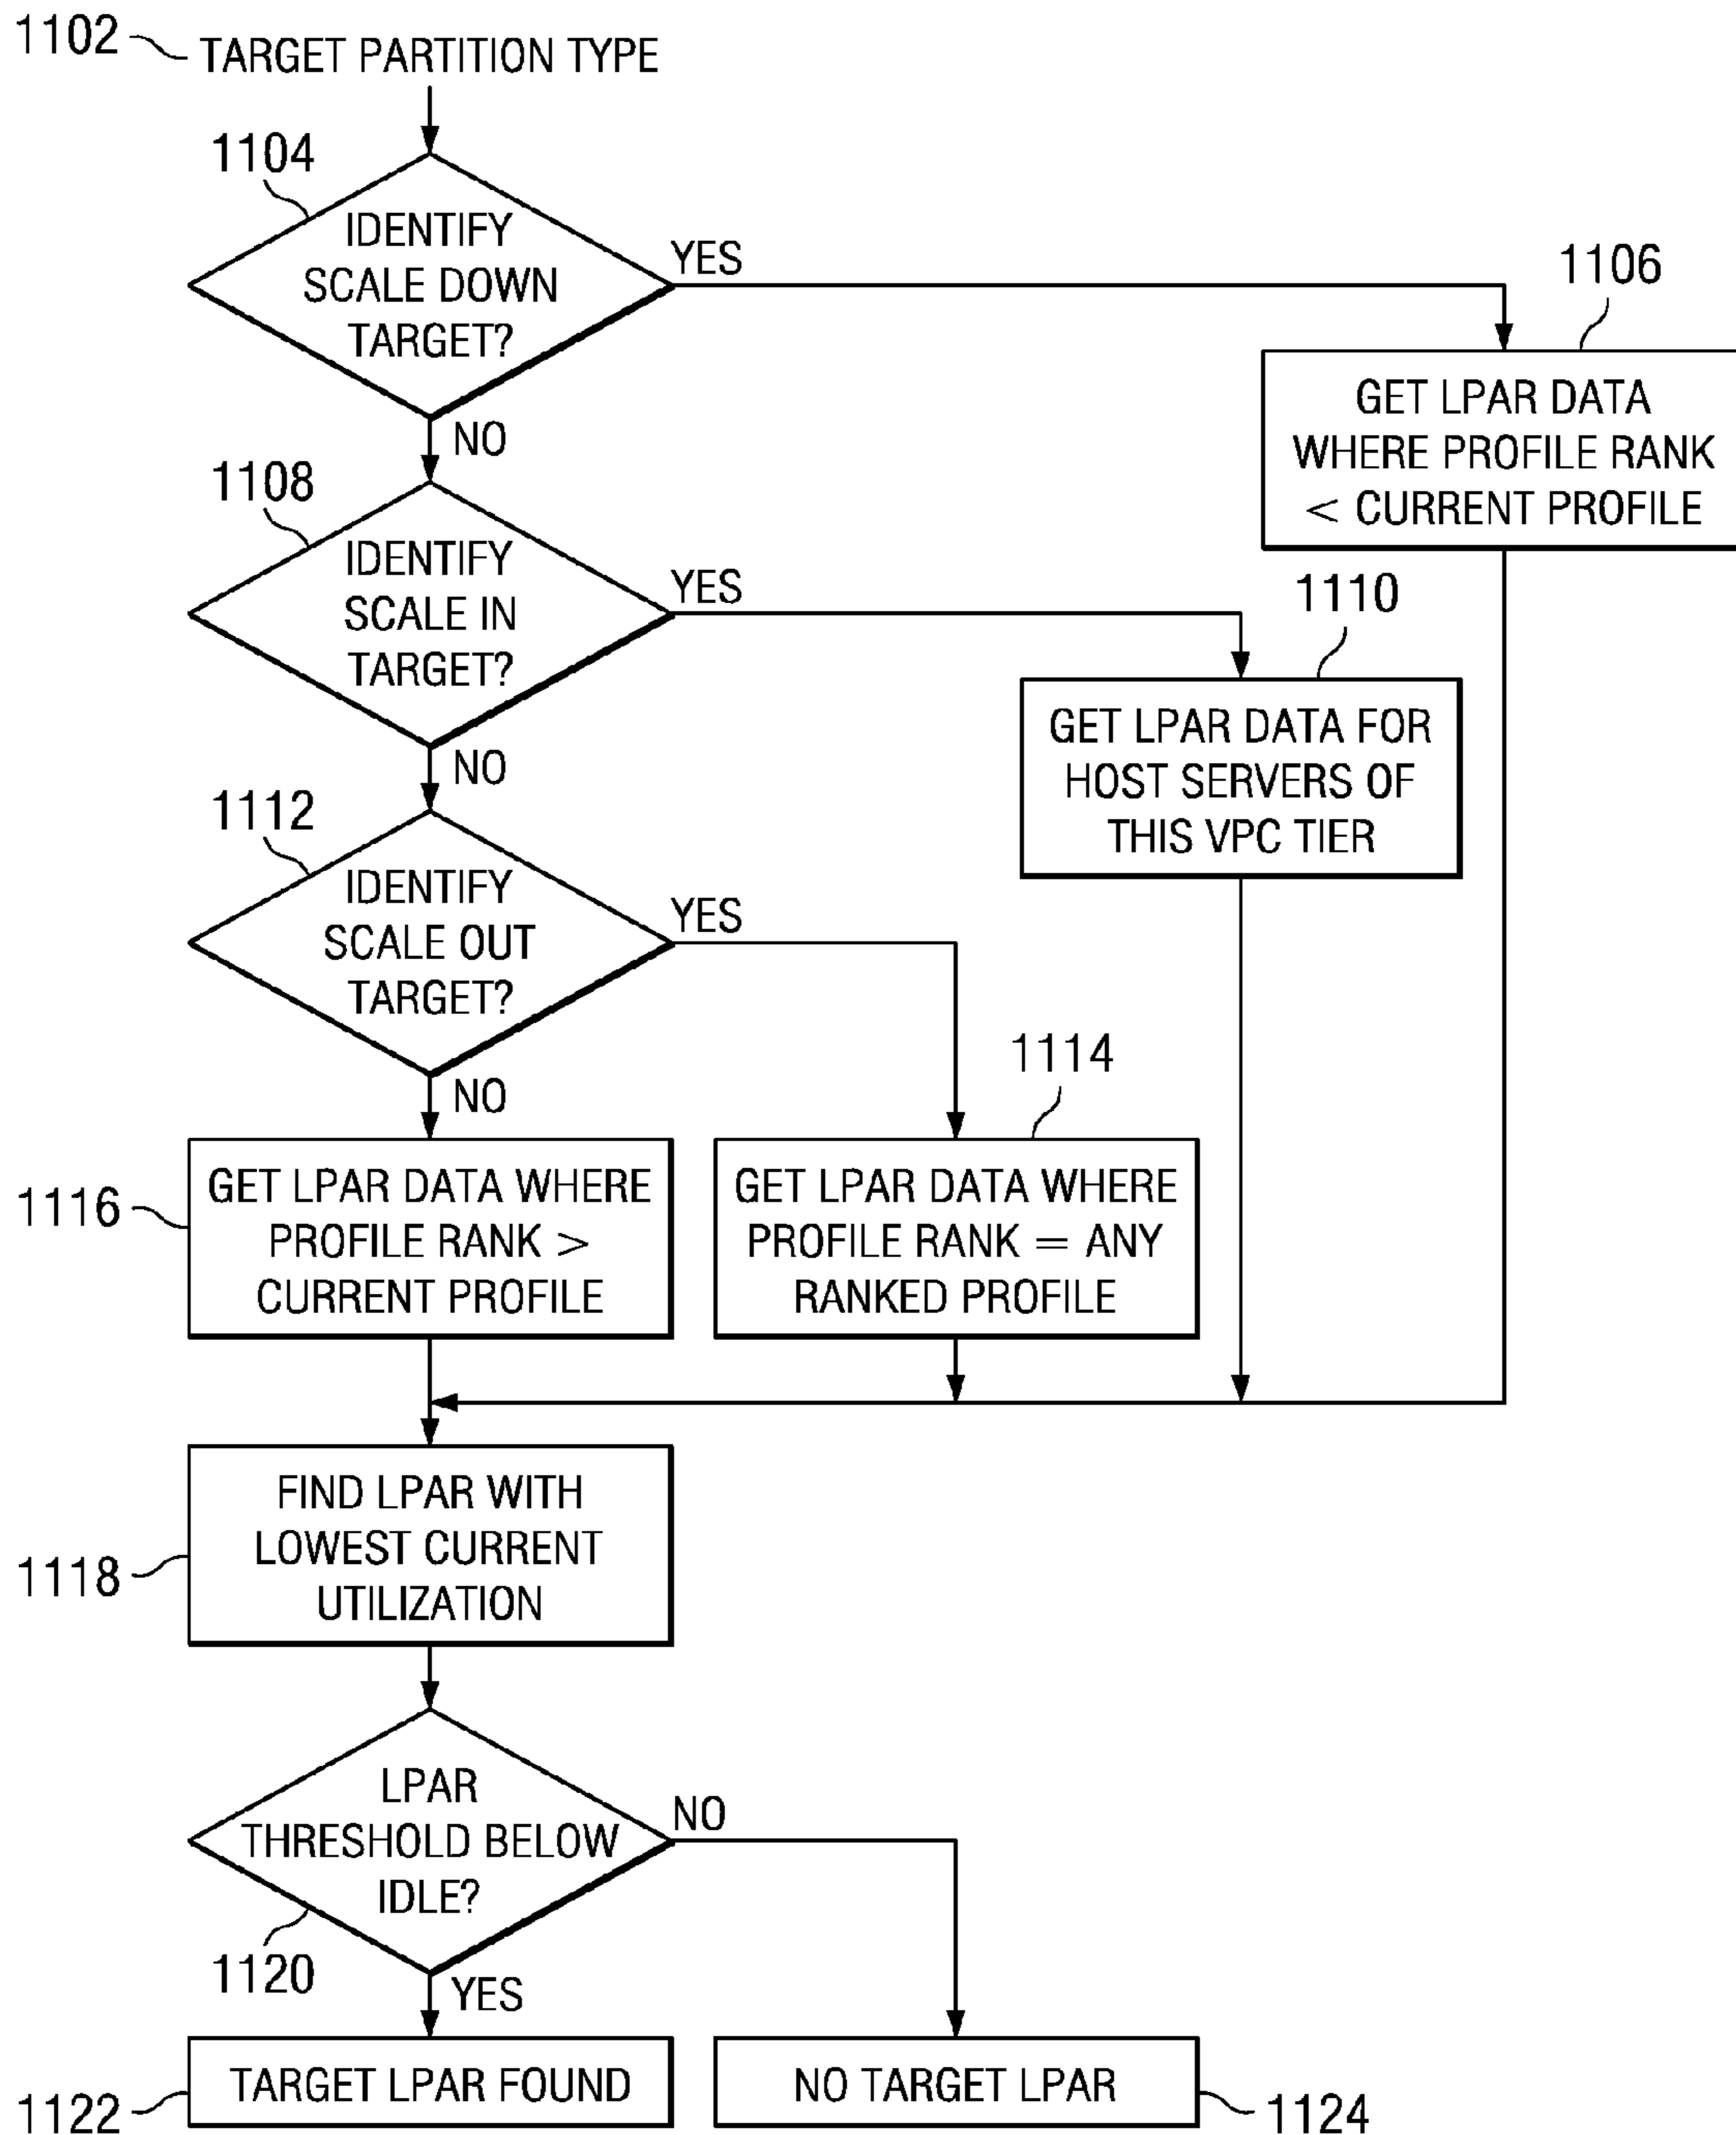 1102
TARGET PARTITION TYPE
1104
IDENTIFY
SCALE DOWN
TARGET?
YES
NO
1106
GET LPAR DATA
WHERE PROFILE RANK
< CURRENT PROFILE
1108
IDENTIFY
SCALE IN
TARGET?
YES
NO
1110
GET LPAR DATA FOR
HOST SERVERS OF
THIS VPC TIER
1112
IDENTIFY
SCALE OUT
TARGET?
YES
NO
1114
GET LPAR DATA WHERE
PROFILE RANK = ANY
RANKED PROFILE
1116
GET LPAR DATA WHERE
PROFILE RANK >
CURRENT PROFILE
1118
FIND LPAR WITH
LOWEST CURRENT
UTILIZATION
LPAR
THRESHOLD BELOW
IDLE?
NO
1120
YES
1122
TARGET LPAR FOUND
NO TARGET LPAR
1124